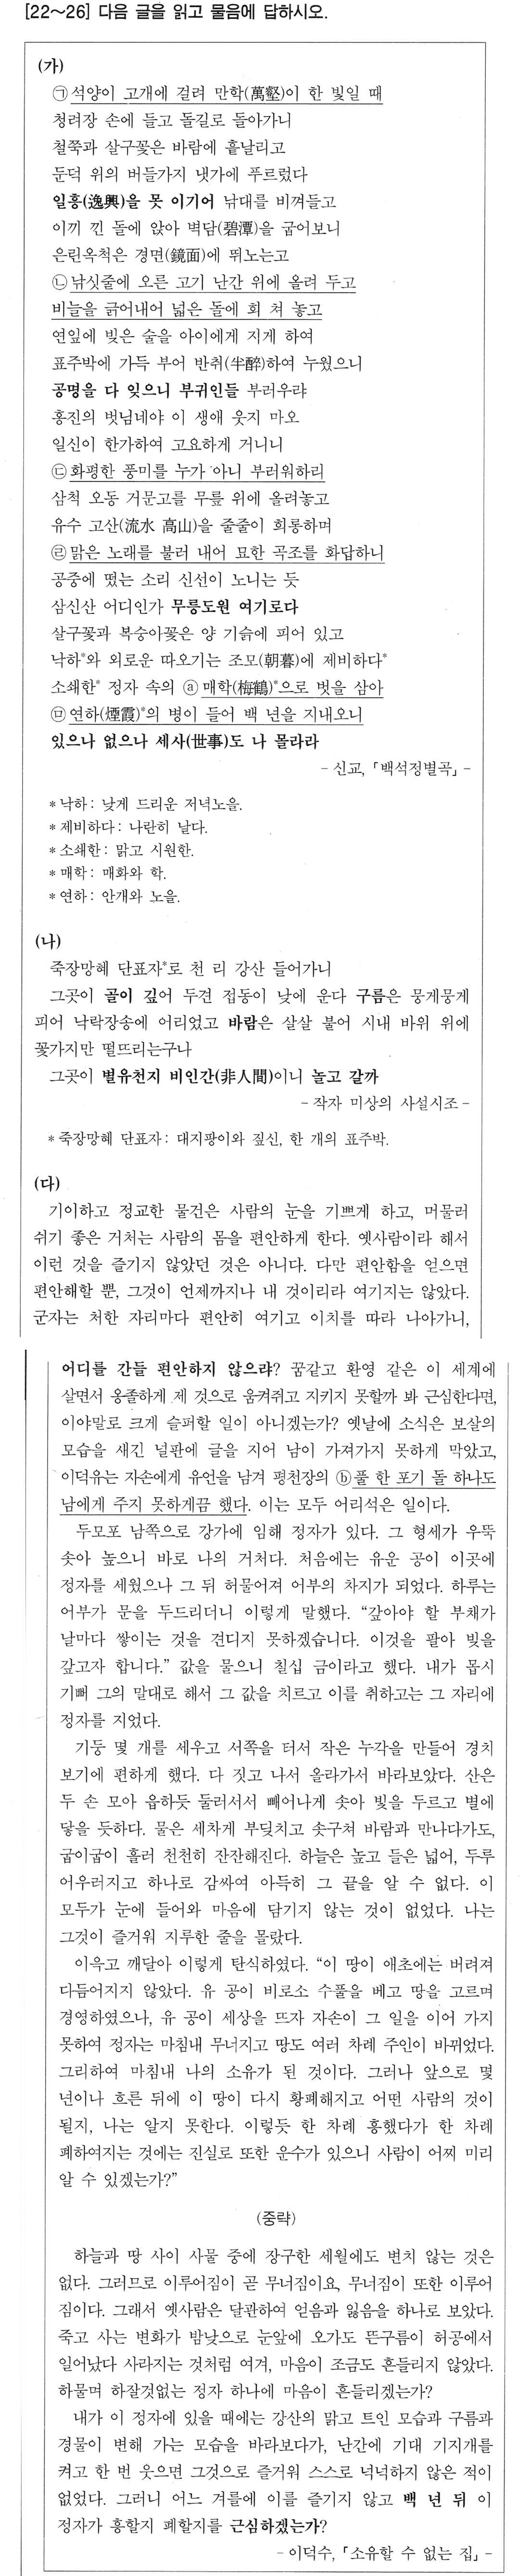 [22～26] 다음 글을 읽고 물음에 답하시오.
(가)
㉠ 석양이 고개에 걸려 만학(萬壑)이 한 빛일 때
청려장 손에 들고 돌길로 돌아가니
철쭉과 살구꽃은 바람에 흩날리고
둔덕 위의 버들가지 냇가에 푸르렀다
일흥(逸興)을 못 이기어 낚대를 비껴들고
이끼 낀 돌에 앉아 벽담(碧潭)을 굽어보니
은린옥척은 경면(鏡面)에 뛰노는고
㉡ 낚싯줄에 오른 고기 난간 위에 올려 두고
비늘을 긁어내어 넓은 돌에 회 쳐 놓고
연잎에 빚은 술을 아이에게 지게 하여
표주박에 가득 부어 반취(半醉)하여 누웠으니
공명을 다 잊으니 부귀인들 부러우랴
홍진의 벗님네야 이 생애 웃지 마오
일신이 한가하여 고요하게 거니니
㉢ 화평한 풍미를 누가 아니 부러워하리
삼척 오동 거문고를 무릎 위에 올려놓고
유수 고산(流水 高山)을 줄줄이 희롱하며
㉣ 맑은 노래를 불러 내어 묘한 곡조를 화답하니
공중에 떴는 소리 신선이 노니는 듯
삼신산 어디인가 무릉도원 여기로다
살구꽃과 복숭아꽃은 양 기슭에 피어 있고
낙하*와 외로운 따오기는 조모(朝暮)에 제비하다*
소쇄한* 정자 속의 ⓐ 매학(梅鶴)*으로 벗을 삼아
㉤ 연하(煙霞)*의 병이 들어 백 년을 지내오니
있으나 없으나 세사(世事)도 나 몰라라
- 신교, 「백석정별곡」 -
* 낙하: 낮게 드리운 저녁노을.
* 제비하다: 나란히 날다.
* 소쇄한: 맑고 시원한.
* 매학: 매화와 학.
* 연하: 안개와 노을.
(나)
죽장망혜 단표자*로 천 리 강산 들어가니
그곳이 골이 깊어 두견 접동이 낮에 운다 구름은 뭉게뭉게
피어 낙락장송에 어리었고 바람은 살살 불어 시내 바위 위에
꽃가지만 떨뜨리는구나
그곳이 별유천지 비인간(非人間)이니 놀고 갈까
- 작자 미상의 사설시조 -
* 죽장망혜 단표자: 대지팡이와 짚신, 한 개의 표주박.
(다)
기이하고 정교한 물건은 사람의 눈을 기쁘게 하고, 머물러
쉬기 좋은 거처는 사람의 몸을 편안하게 한다. 옛사람이라 해서
이런 것을 즐기지 않았던 것은 아니다. 다만 편안함을 얻으면
편안해할 뿐, 그것이 언제까지나 내 것이리라 여기지는 않았다.
군자는 처한 자리마다 편안히 여기고 이치를 따라 나아가니,
어디를 간들 편안하지 않으랴? 꿈같고 환영 같은 이 세계에
살면서 옹졸하게 제 것으로 움켜쥐고 지키지 못할까 봐 근심한다면,
이야말로 크게 슬퍼할 일이 아니겠는가? 옛날에 소식은 보살의
모습을 새긴 널판에 글을 지어 남이 가져가지 못하게 막았고,
이덕유는 자손에게 유언을 남겨 평천장의 ⓑ 풀 한 포기 돌 하나도
남에게 주지 못하게끔 했다. 이는 모두 어리석은 일이다.
두모포 남쪽으로 강가에 임해 정자가 있다. 그 형세가 우뚝
솟아 높으니 바로 나의 거처다. 처음에는 유운 공이 이곳에
정자를 세웠으나 그 뒤 허물어져 어부의 차지가 되었다. 하루는
어부가 문을 두드리더니 이렇게 말했다. “갚아야 할 부채가
날마다 쌓이는 것을 견디지 못하겠습니다. 이것을 팔아 빚을
갚고자 합니다.” 값을 물으니 칠십 금이라고 했다. 내가 몹시
기뻐 그의 말대로 해서 그 값을 치르고 이를 취하고는 그 자리에
정자를 지었다.
기둥 몇 개를 세우고 서쪽을 터서 작은 누각을 만들어 경치
보기에 편하게 했다. 다 짓고 나서 올라가서 바라보았다. 산은
두 손 모아 읍하듯 둘러서서 빼어나게 솟아 빛을 두르고 별에
닿을 듯하다. 물은 세차게 부딪치고 솟구쳐 바람과 만나다가도,
굽이굽이 흘러 천천히 잔잔해진다. 하늘은 높고 들은 넓어, 두루
어우러지고 하나로 감싸여 아득히 그 끝을 알 수 없다. 이
모두가 눈에 들어와 마음에 담기지 않는 것이 없었다. 나는
그것이 즐거워 지루한 줄을 몰랐다.
이윽고 깨달아 이렇게 탄식하였다. “이 땅이 애초에는 버려져
다듬어지지 않았다. 유 공이 비로소 수풀을 베고 땅을 고르며
경영하였으나, 유 공이 세상을 뜨자 자손이 그 일을 이어 가지
못하여 정자는 마침내 무너지고 땅도 여러 차례 주인이 바뀌었다.
그리하여 마침내 나의 소유가 된 것이다. 그러나 앞으로 몇
년이나 흐른 뒤에 이 땅이 다시 황폐해지고 어떤 사람의 것이
될지, 나는 알지 못한다. 이렇듯 한 차례 흥했다가 한 차례
폐하여지는 것에는 진실로 또한 운수가 있으니 사람이 어찌 미리
알 수 있겠는가?”
(중략)
하늘과 땅 사이 사물 중에 장구한 세월에도 변치 않는 것은
없다. 그러므로 이루어짐이 곧 무너짐이요, 무너짐이 또한 이루어
짐이다. 그래서 옛사람은 달관하여 얻음과 잃음을 하나로 보았다.
죽고 사는 변화가 밤낮으로 눈앞에 오가도 뜬구름이 허공에서
일어났다 사라지는 것처럼 여겨, 마음이 조금도 흔들리지 않았다.
하물며 하잘것없는 정자 하나에 마음이 흔들리겠는가?
내가 이 정자에 있을 때에는 강산의 맑고 트인 모습과 구름과
경물이 변해 가는 모습을 바라보다가, 난간에 기대 기지개를
켜고 한 번 웃으면 그것으로 즐거워 스스로 넉넉하지 않은 적이
없었다. 그러니 어느 겨를에 이를 즐기지 않고 백 년 뒤 이
정자가 흥할지 폐할지를 근심하겠는가?
- 이덕수, 「소유할 수 없는 집」 -